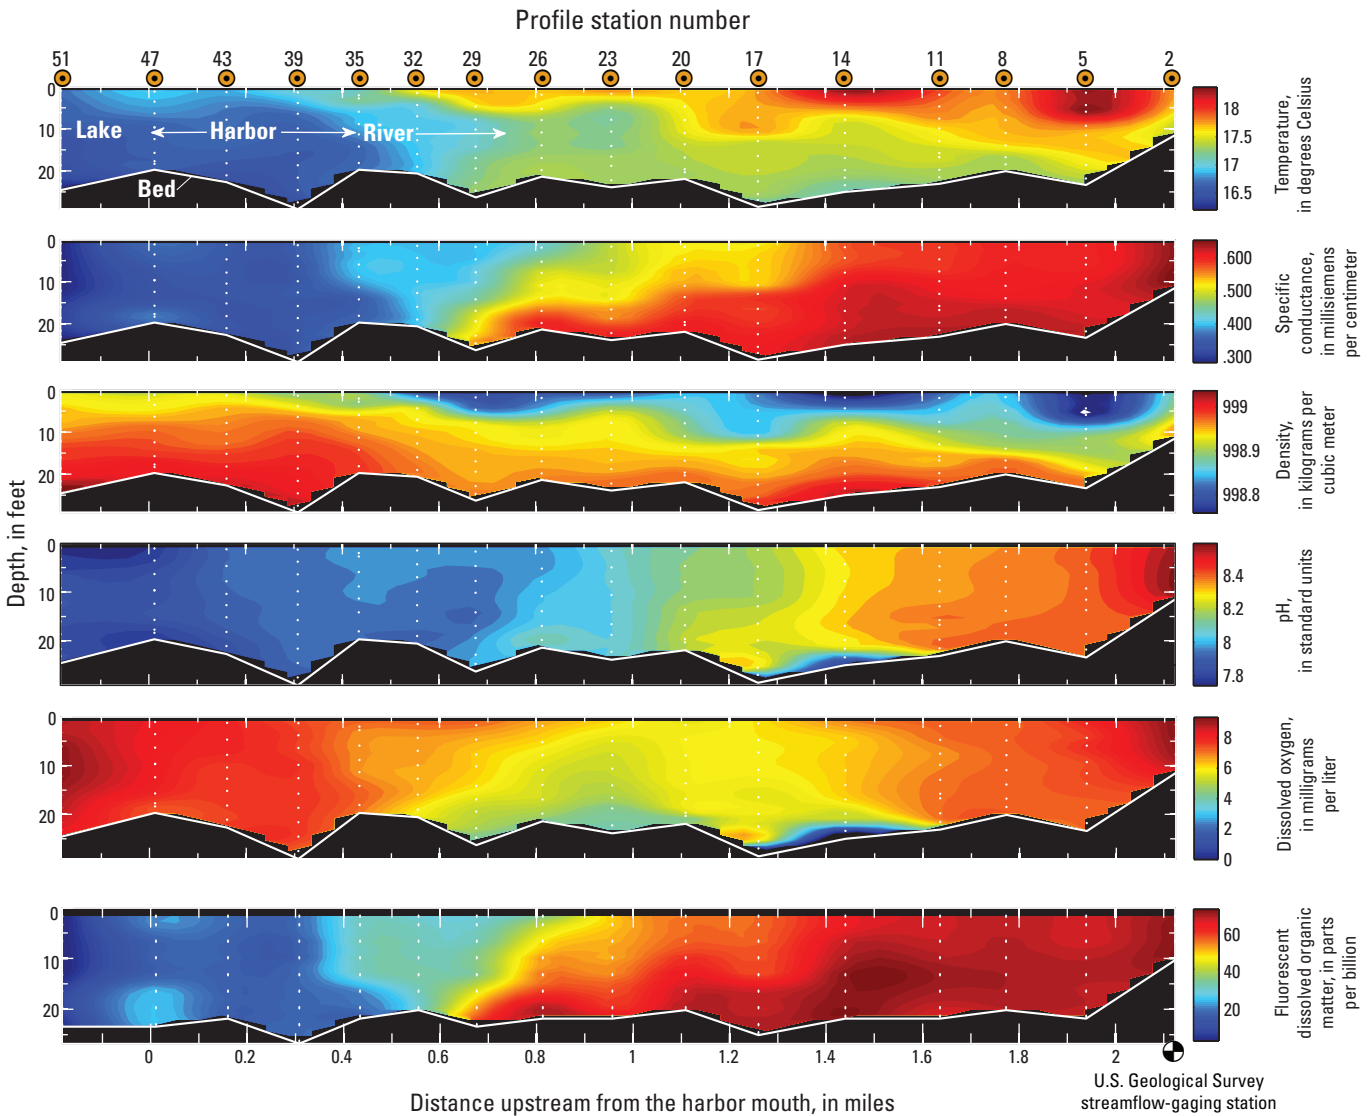 Profile station number
51 47 43 39 35 32 29 26 23 20 17 14 11 8 5 2
0
10
20
Lake
Harbor
River
Bed
18
17.5
17
16.5
Temperature,
in degrees Celsius
0
10
20
.600
.500
.400
.300
Specific
conductance,
in millisiemens
per centimeter
0
10
20
999
998.9
998.8
Density,
in kilograms per
cubic meter
Depth, in feet
0
10
20
8.4
8.2
8
7.8
pH,
in standard units
0
10
20
8
6
4
2
0
Dissolved oxygen,
in milligrams
per liter
0
10
20
60
40
20
Fluorescent
dissolved organic
matter, in parts
per billion
0 0.2 0.4 0.6 0.8 1 1.2 1.4 1.6 1.8 2
Distance upstream from the harbor mouth, in miles
U.S. Geological Survey
streamflow-gaging station